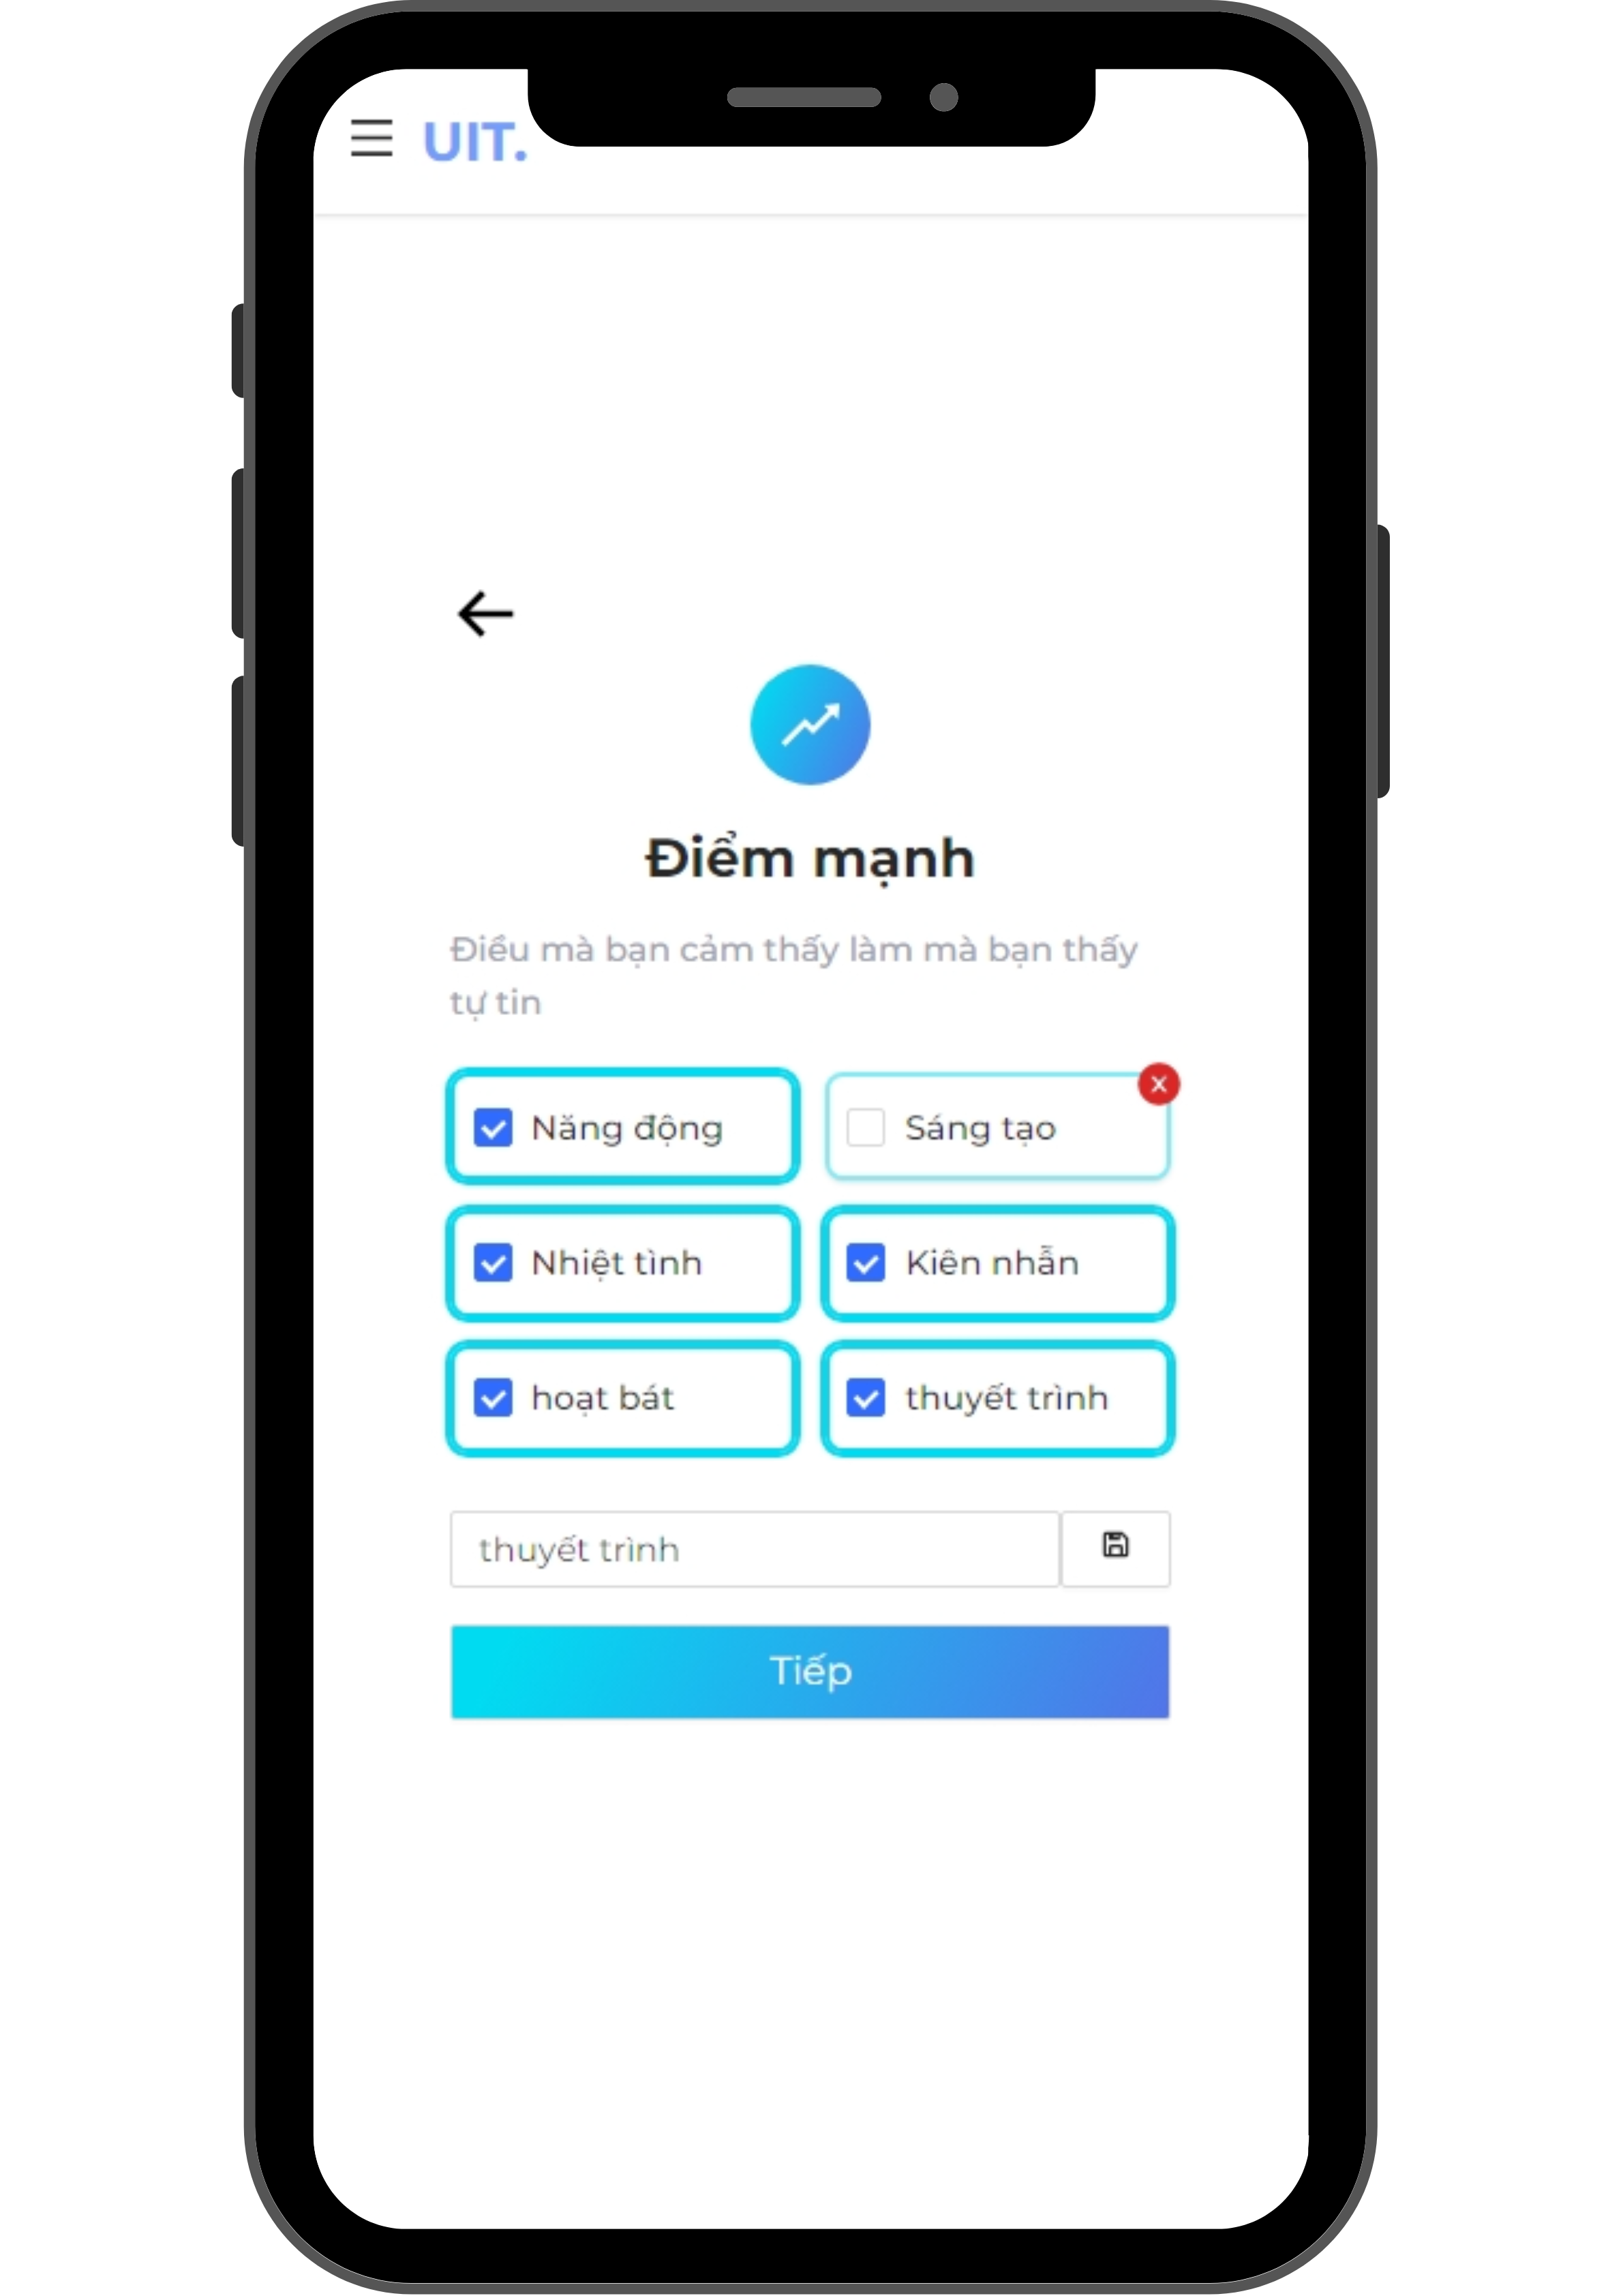 UIT.
Điểm mạnh
Điều mà bạn cảm thấy làm mà bạn thấy
tự tin
Năng động
Sáng tạo
Nhiệt tình
Kiên nhẫn
hoạt bát
thuyết trình
thuyết trình
Tiếp